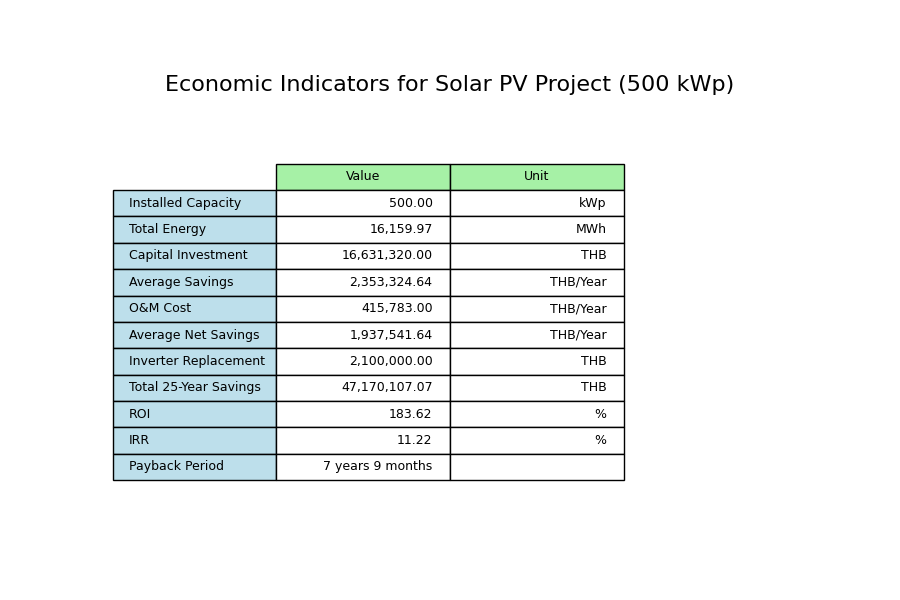 Economic Indicators for Solar PV Project (500 kWp)
Value Unit
Installed Capacity 500.00 kWp
Total Energy 16,159.97 MWh
Capital Investment 16,631,320.00 THB
Average Savings 2,353,324.64 THB/Year
O&M Cost 415,783.00 THB/Year
Average Net Savings 1,937,541.64 THB/Year
Inverter Replacement 2,100,000.00 THB
Total 25-Year Savings 47,170,107.07 THB
ROI 183.62 %
IRR 11.22 %
Payback Period 7 years 9 months